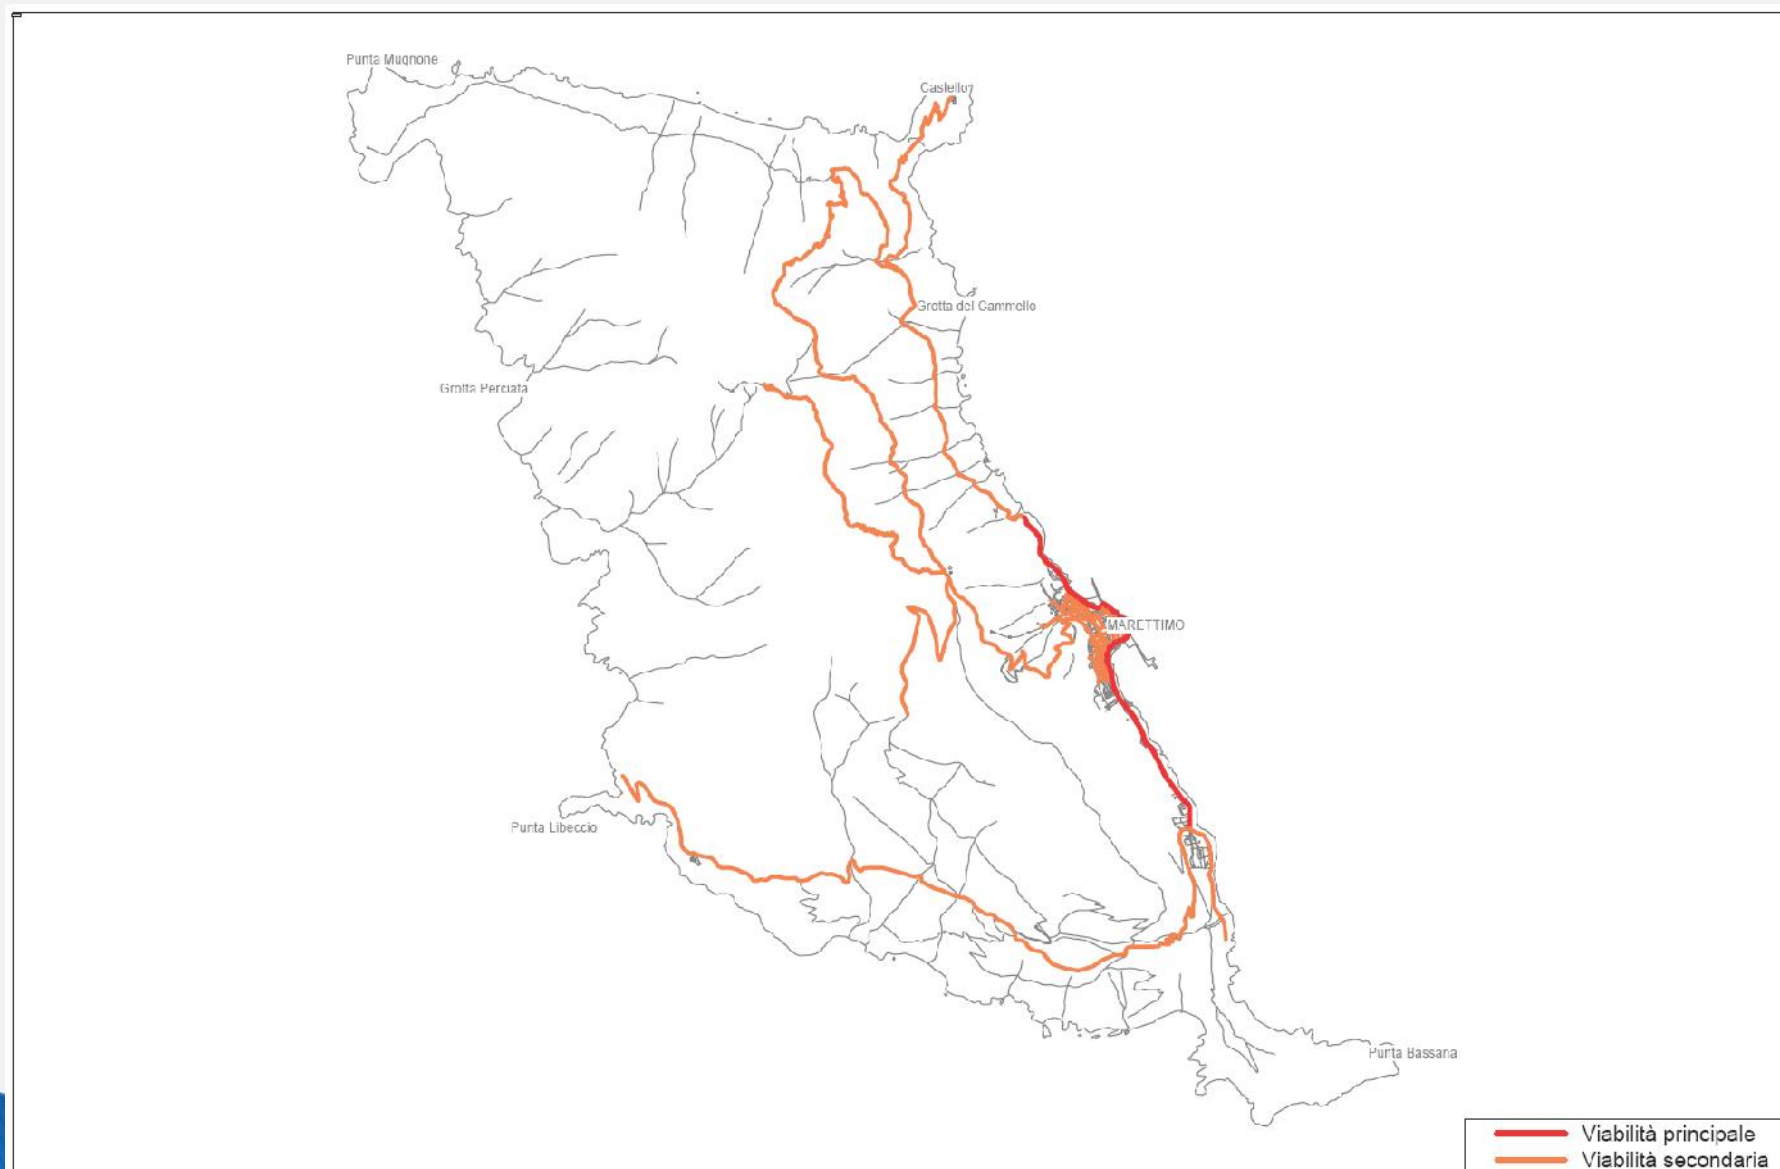 Punta Mugnone
Castello
Grotta del Cammello
Grotta Perciata
MARETTIMO
Punta Libeccio
Punta Bassana
Viabilità principale
Viabilità secondaria